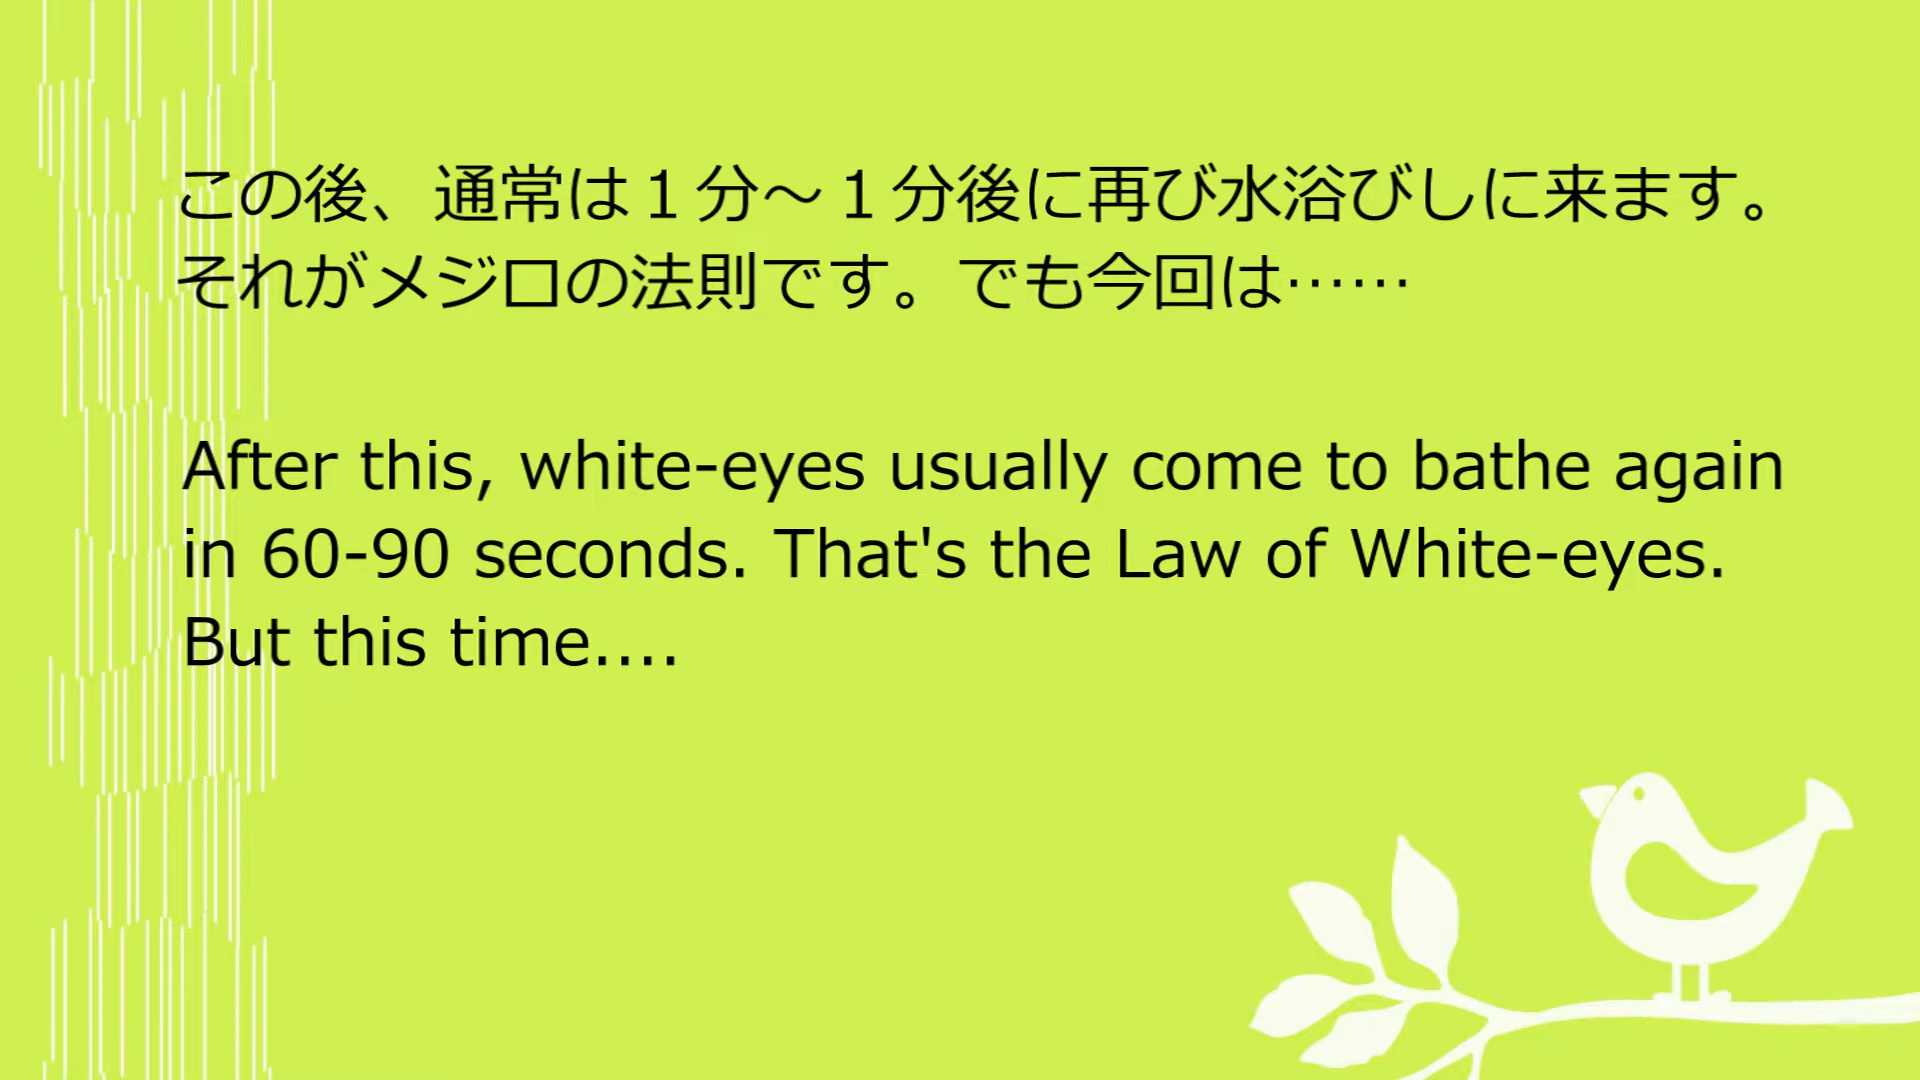 この後、通常は１分～１分後に再び水浴びしに来ます。
それがメジロの法則です。でも今回は……
After this, white-eyes usually come to bathe again
in 60-90 seconds. That's the Law of White-eyes.
But this time....